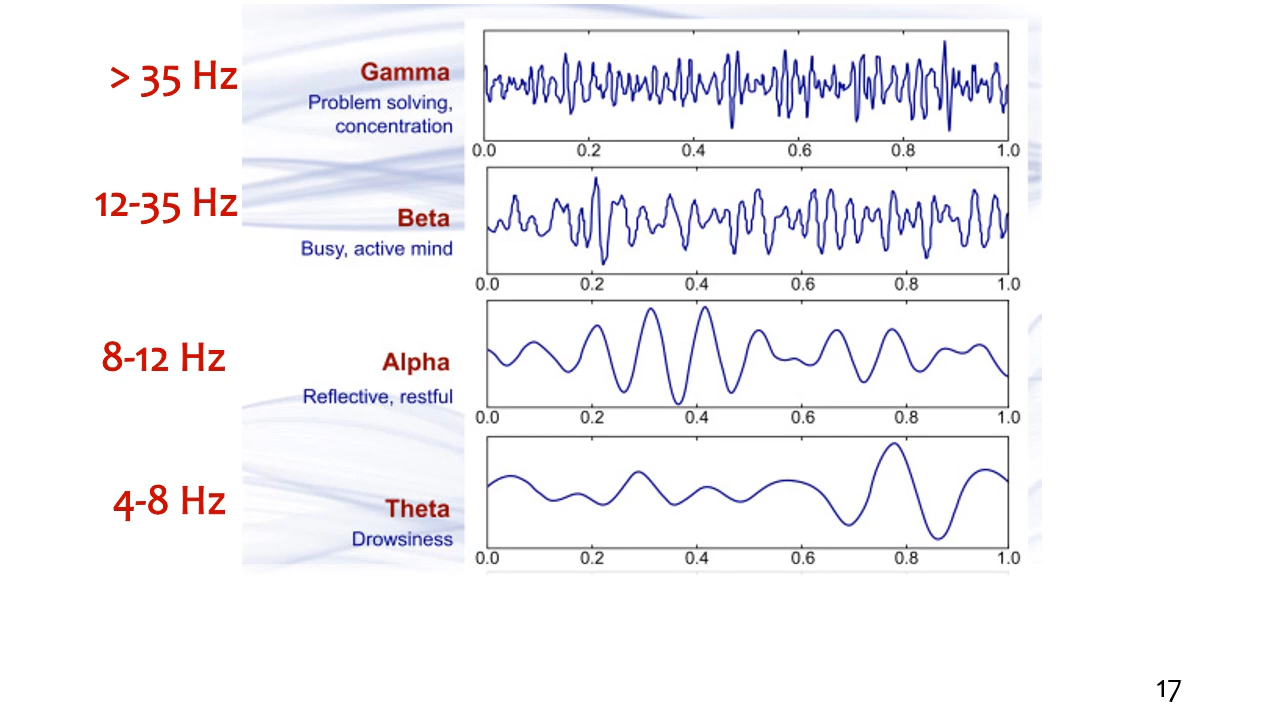 > 35 Hz
Gamma
Problem solving,
concentration
0.0 0.2 0.4 0.6 0.8 1.0
12-35 Hz
Beta
Busy, active mind
0.0 0.2 0.4 0.6 0.8 1.0
8-12 Hz
Alpha
Reflective, restful
0.0 0.2 0.4 0.6 0.8 1.0
4-8 Hz
Theta
Drowsiness
0.0 0.2 0.4 0.6 0.8 1.0
17